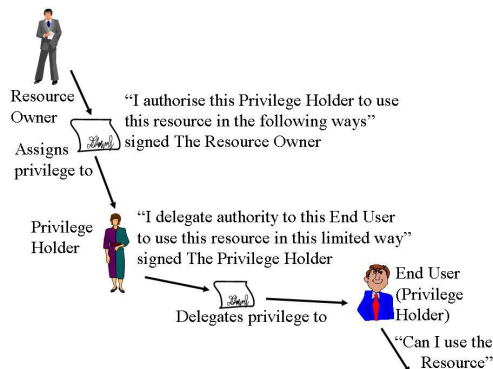 Resource
Owner
“I authorise this Privilege Holder to use
this resource in the following ways”
signed The Resource Owner
Assigns
privilege to
Privilege
Holder
“I delegate authority to this End User
to use this resource in this limited way”
signed The Privilege Holder
Delegates privilege to
End User
(Privilege
Holder)
“Can I use the
Resource”